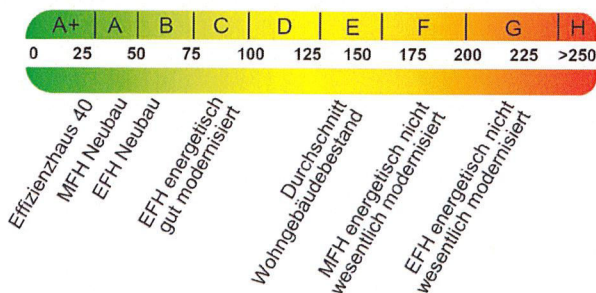 A+ A B C D E F G H
0 25 50 75 100 125 150 175 200 225 >250
Effizienzhaus 40
MFH Neubau
EFH Neubau
EFH energetisch
gut modernisiert
Durchschnitt
Wohngebäudebestand
MFH energetisch nicht
wesentlich modernisiert
EFH energetisch nicht
wesentlich modernisiert